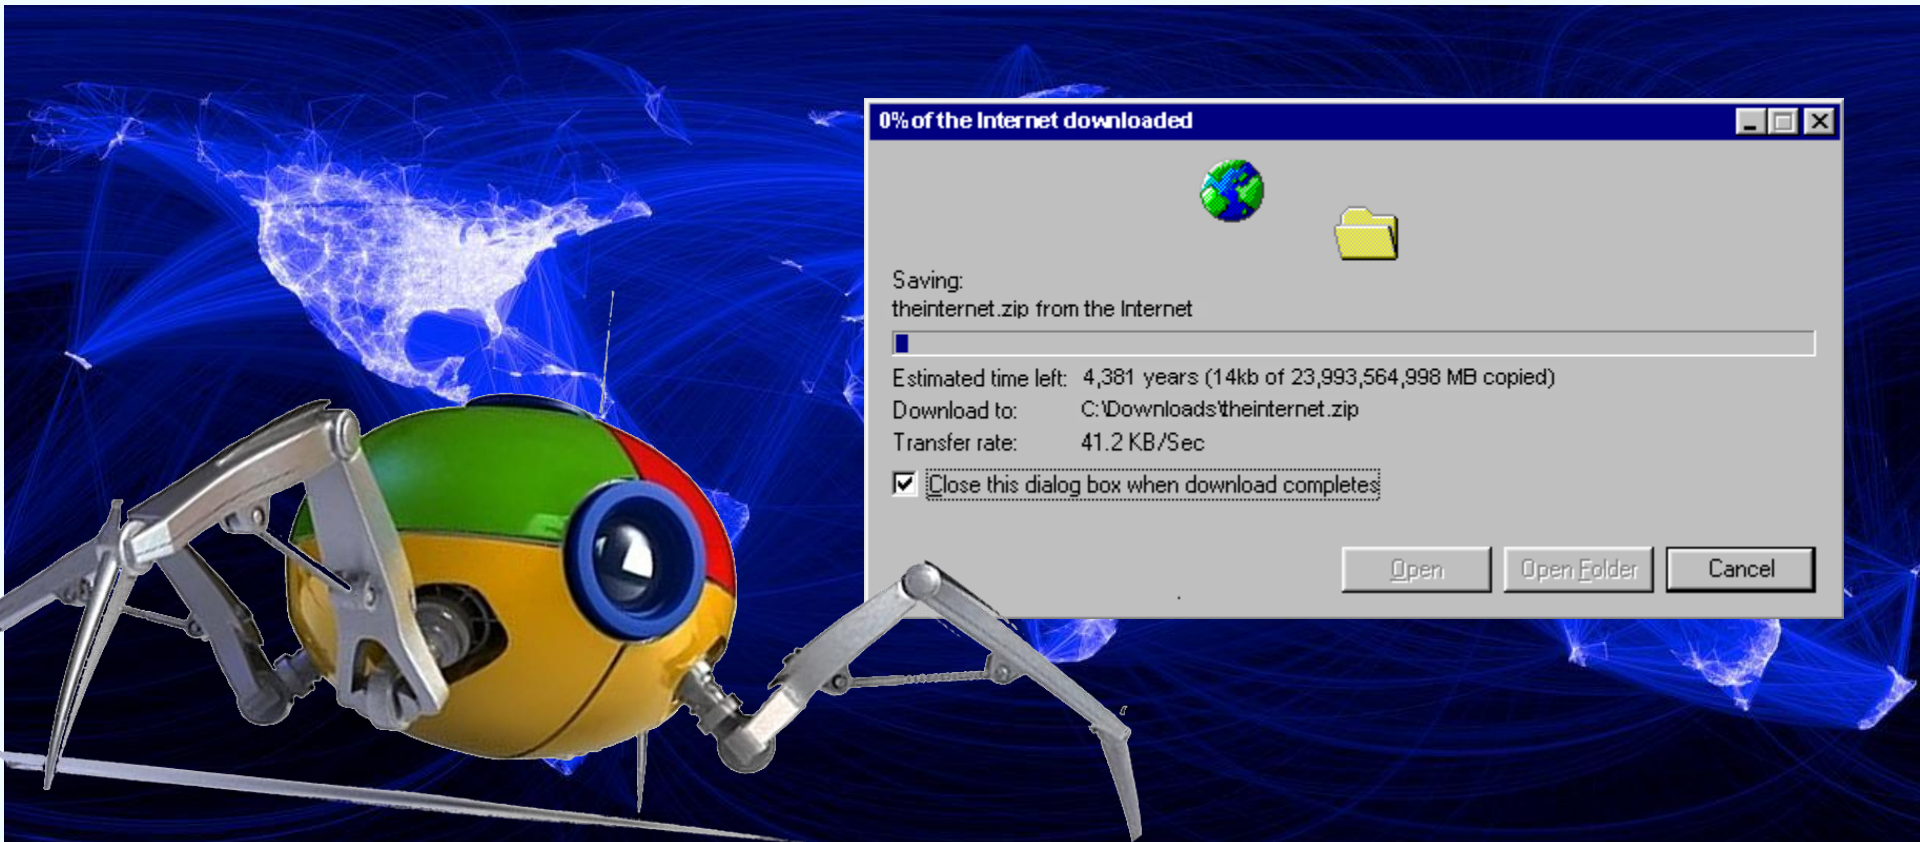 0% of the Internet downloaded
Saving:
theinternet.zip from the Internet
Estimated time left: 4,381 years (14kb of 23,993,564,998 MB copied)
Download to: C:\Downloads\theinternet.zip
Transfer rate: 41.2 KB/Sec
Close this dialog box when download completes
Open Open Folder Cancel